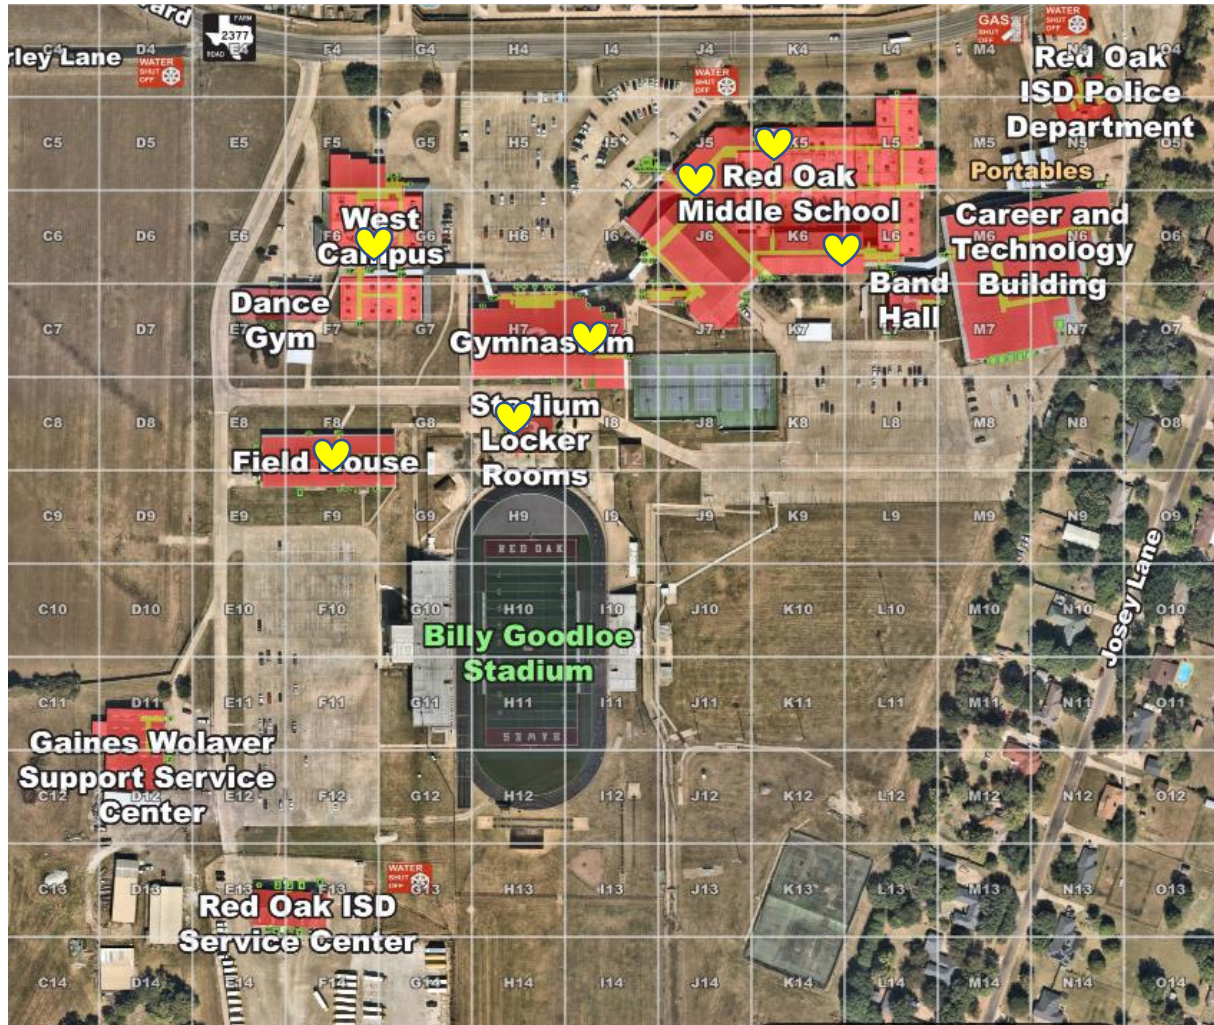 ard
FARM
2377
ROAD
rley Lane
D4 E4 F4 G4 H4 I4 J4 K4 L4 M4 N4 O4
WATER
SHUT
OFF
WATER
SHUT
OFF
GAS
SHUT
OFF
WATER
SHUT
OFF
Red Oak
ISD Police
Department
C5 D5 E5 F5 G5 H5 I5 J5 K5 L5 M5 N5 O5
Portables
Red Oak
Middle School
West
Campus
Career and
Technology
Building
C6 D6 E6 F6 G6 H6 I6 J6 K6 L6 M6 N6 O6
Dance
Gym
Band
Hall
C7 D7 E7 F7 G7 H7 I7 J7 K7 L7 M7 N7 O7
Gymnasium
Stadium
Locker
Rooms
C8 D8 E8 F8 G8 H8 I8 J8 K8 L8 M8 N8 O8
Field House
C9 D9 E9 F9 G9 H9 I9 J9 K9 L9 M9 N9
RED OAK
Josey Lane
C10 D10 E10 F10 G10 H10 I10 J10 K10 L10 M10 N10 O10
Billy Goodloe
Stadium
C11 D11 E11 F11 G11 H11 I11 J11 K11 L11 M11 N11 O11
HAWKS
Gaines Wolaver
Support Service
Center
D12 E12 F12 G12 H12 I12 J12 K12 L12 M12 N12 O12
WATER
SHUT
OFF
C13 D13 E13 F13 G13 H13 I13 J13 K13 L13 M13 N13 O13
Red Oak ISD
Service Center
C14 D14 E14 F14 G14 H14 I14 J14 K14 L14 M14 N14 O14